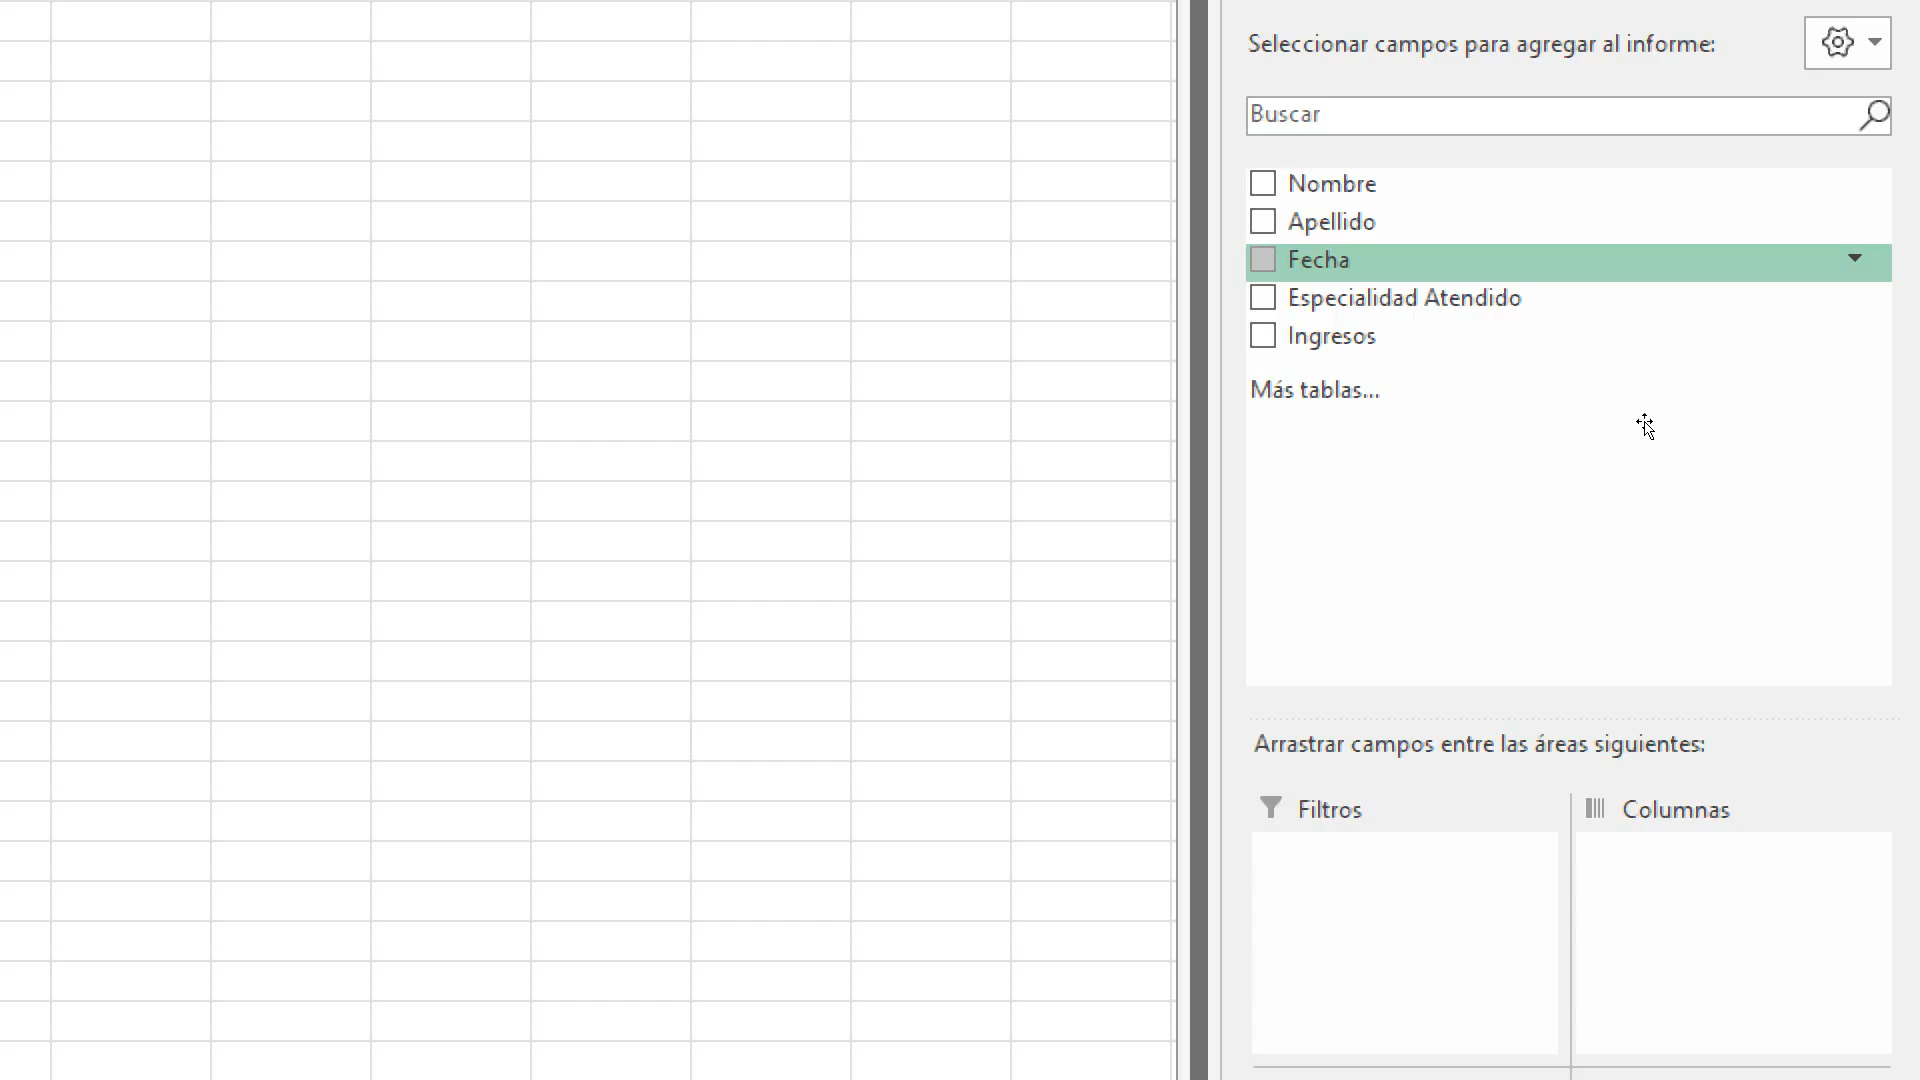 Seleccionar campos para agregar al informe:
Buscar
Nombre
Apellido
Fecha
Especialidad Atendido
Ingresos
Más tablas...
Arrastrar campos entre las áreas siguientes:
Filtros
Columnas